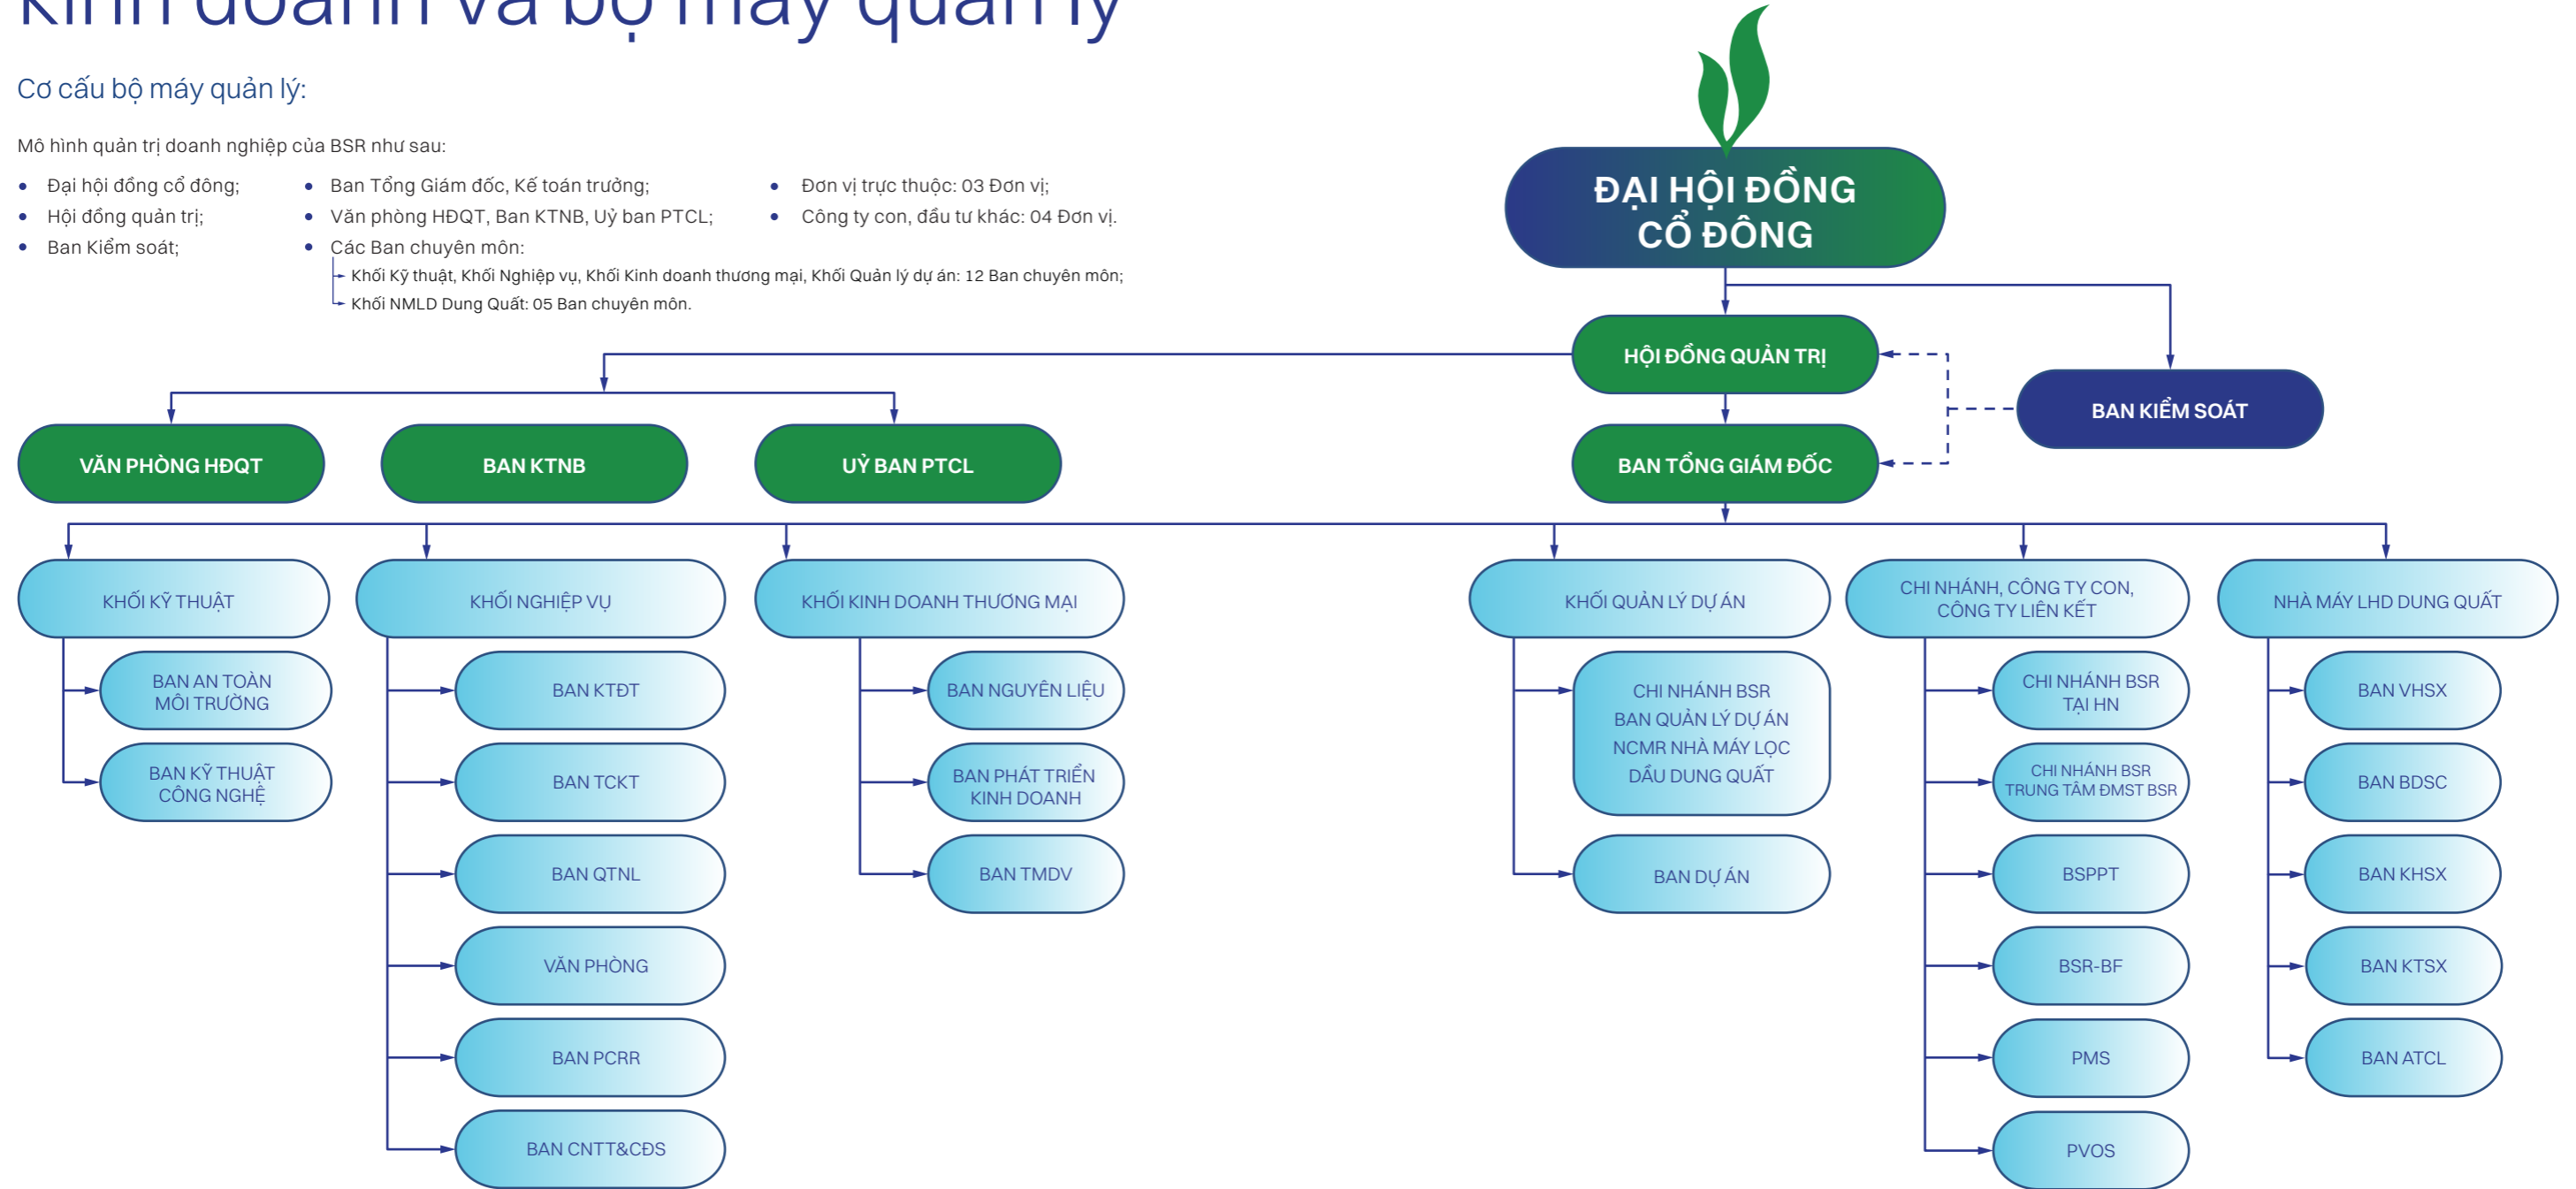 kinh doanh và bộ máy quản lý
Cơ cấu bộ máy quản lý:
Mô hình quản trị doanh nghiệp của BSR như sau:
Đại hội đồng cổ đông;
Hội đồng quản trị;
Ban Kiểm soát;
Ban Tổng Giám đốc, Kế toán trưởng;
Văn phòng HĐQT, Ban KTNB, Uỷ ban PTCL;
Các Ban chuyên môn:
Khối Kỹ thuật, Khối Nghiệp vụ, Khối Kinh doanh thương mại, Khối Quản lý dự án: 12 Ban chuyên môn;
Khối NMLD Dung Quất: 05 Ban chuyên môn.
Đơn vị trực thuộc: 03 Đơn vị;
Công ty con, đầu tư khác: 04 Đơn vị.
ĐẠI HỘI ĐỒNG
CỔ ĐÔNG
HỘI ĐỒNG QUẢN TRỊ
BAN KIỂM SOÁT
VĂN PHÒNG HĐQT
BAN KTNB
UỶ BAN PTCL
BAN TỔNG GIÁM ĐỐC
KHỐI KỸ THUẬT
BAN AN TOÀN
MÔI TRƯỜNG
BAN KỸ THUẬT
CÔNG NGHỆ
KHỐI NGHIỆP VỤ
BAN KTĐT
BAN TCKT
BAN QTNL
VĂN PHÒNG
BAN PCRR
BAN CNTT&CĐS
KHỐI KINH DOANH THƯƠNG MẠI
BAN NGUYÊN LIỆU
BAN PHÁT TRIỂN
KINH DOANH
BAN TMDV
KHỐI QUẢN LÝ DỰ ÁN
CHI NHÁNH BSR
BAN QUẢN LÝ DỰ ÁN
NCMR NHÀ MÁY LỌC
DẦU DUNG QUẤT
BAN DỰ ÁN
CHI NHÁNH, CÔNG TY CON,
CÔNG TY LIÊN KẾT
CHI NHÁNH BSR
TẠI HN
CHI NHÁNH BSR
TRUNG TÂM ĐMST BSR
BSPPT
BSR-BF
PMS
PVOS
NHÀ MÁY LHD DUNG QUẤT
BAN VHSX
BAN BDSC
BAN KHSX
BAN KTSX
BAN ATCL